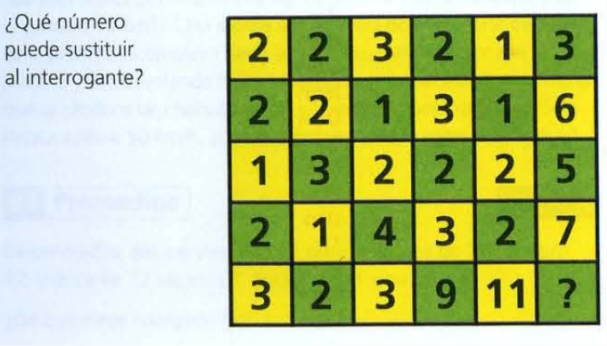 ¿Qué número
puede sustituir
al interrogante?
2 2 3 2 1 3
2 2 1 3 1 6
1 3 2 2 2 5
2 1 4 3 2 7
3 2 3 9 11 ?